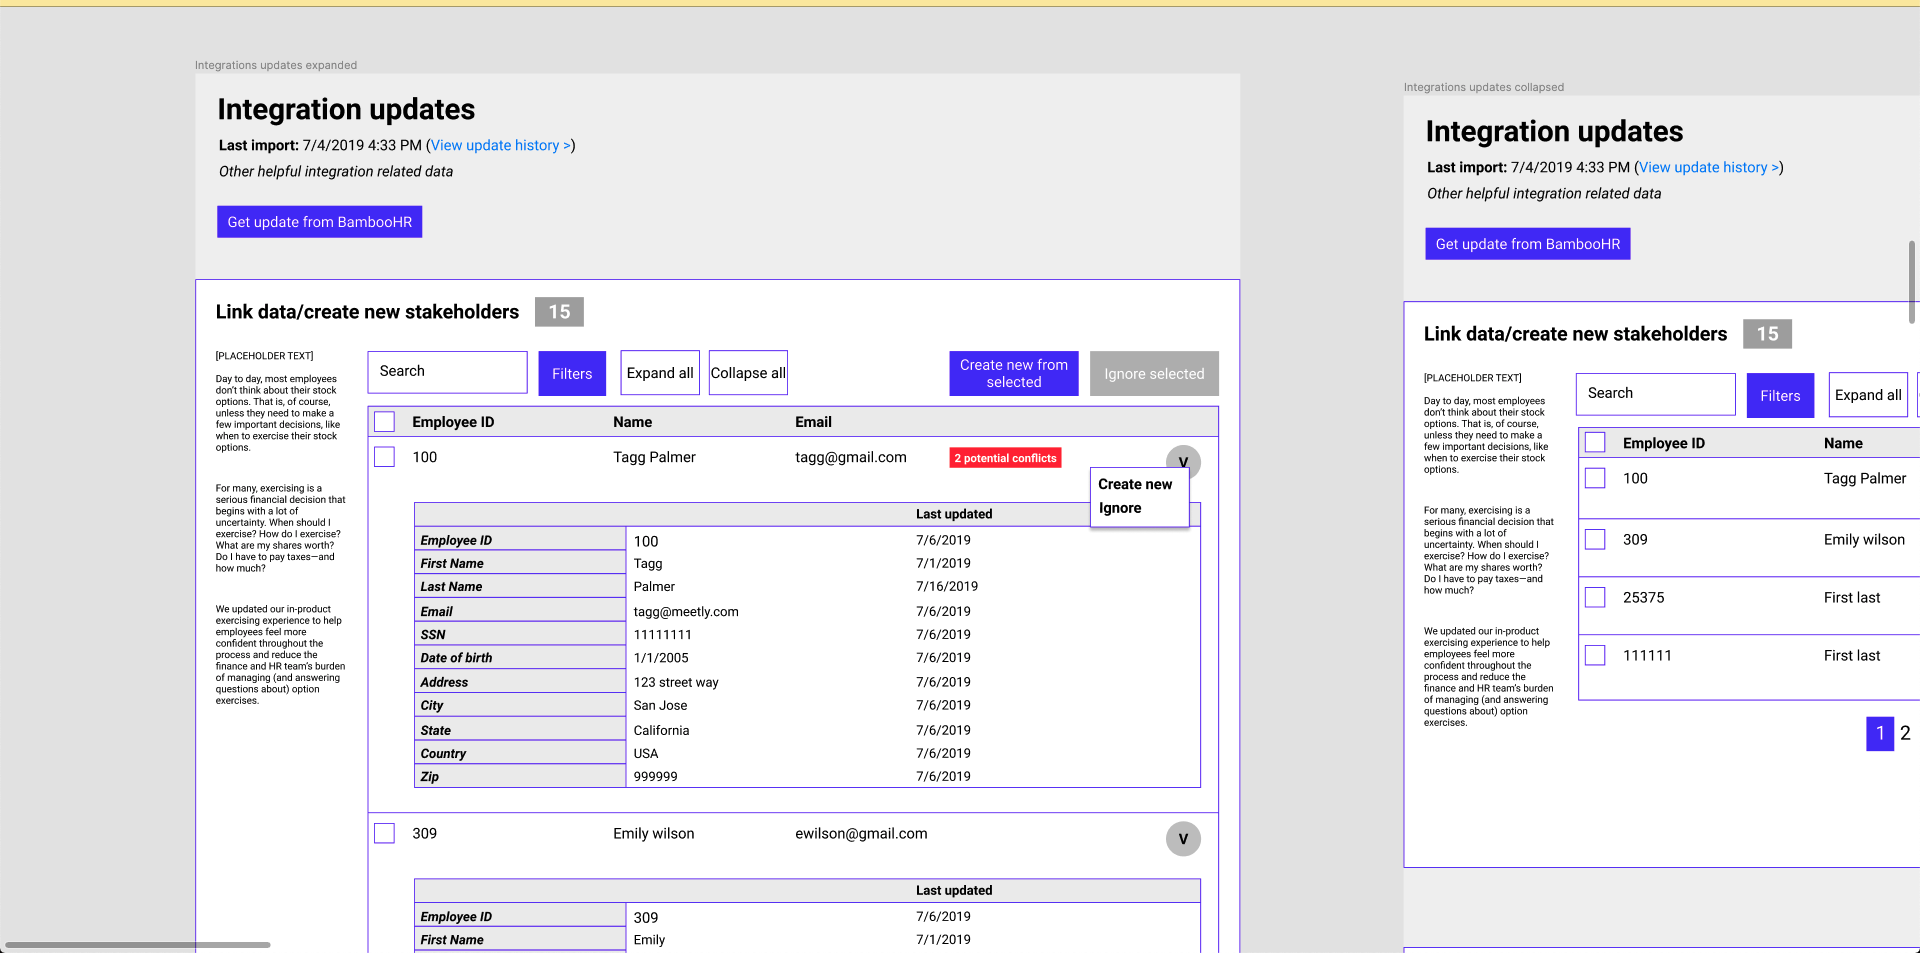 Integrations updates expanded
Integration updates
Last import: 7/4/2019 4:33 PM (View update history >)
Other helpful integration related data
Get update from BambooHR
Link data/create new stakeholders 15
[PLACEHOLDER TEXT]
Day to day, most employees
don't think about their stock
options. That is, of course,
unless they need to make a
few important decisions, like
when to exercise their stock
options.
For many, exercising is a
serious financial decision that
begins with a lot of
uncertainty. When should I
exercise? How do I exercise?
What are my shares worth?
Do I have to pay taxes—and
how much?
We updated our in-product
exercising experience to help
employees feel more
confident throughout the
process and reduce the
finance and HR team's burden
of managing (and answering
questions about) option
exercises.
Search
Filters
Expand all
Collapse all
Create new from
selected
Ignore selected
Employee ID Name Email
100 Tagg Palmer tagg@gmail.com 2 potential conflicts V
Create new
Ignore
Last updated
Employee ID 100 7/6/2019
First Name Tagg 7/1/2019
Last Name Palmer 7/16/2019
Email tagg@meetly.com 7/6/2019
SSN 11111111 7/6/2019
Date of birth 1/1/2005 7/6/2019
Address 123 street way 7/6/2019
City San Jose 7/6/2019
State California 7/6/2019
Country USA 7/6/2019
Zip 999999 7/6/2019
309 Emily wilson ewilson@gmail.com V
Last updated
Employee ID 309 7/6/2019
First Name Emily 7/1/2019
Integrations updates collapsed
Integration updates
Last import: 7/4/2019 4:33 PM (View update history >)
Other helpful integration related data
Get update from BambooHR
Link data/create new stakeholders 15
[PLACEHOLDER TEXT]
Day to day, most employees
don't think about their stock
options. That is, of course,
unless they need to make a
few important decisions, like
when to exercise their stock
options.
For many, exercising is a
serious financial decision that
begins with a lot of
uncertainty. When should I
exercise? How do I exercise?
What are my shares worth?
Do I have to pay taxes—and
how much?
We updated our in-product
exercising experience to help
employees feel more
confident throughout the
process and reduce the
finance and HR team's burden
of managing (and answering
questions about) option
exercises.
Search
Filters
Expand all
Employee ID Name
100 Tagg Palmer
309 Emily wilson
25375 First last
111111 First last
1 2